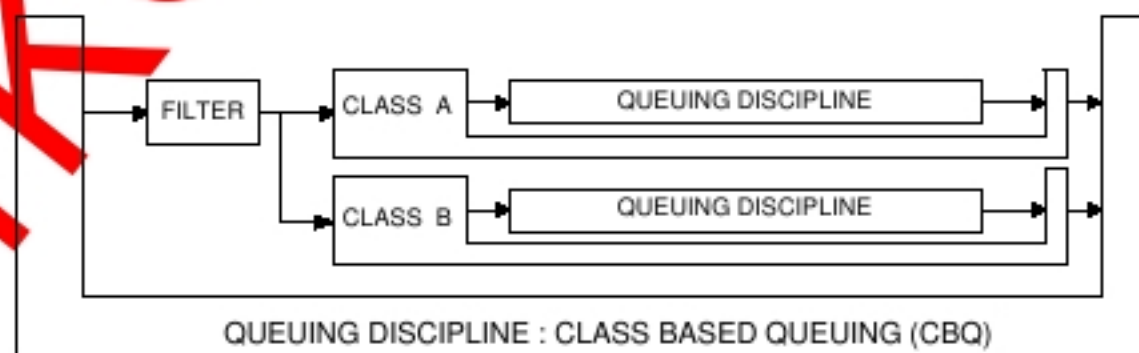 FILTER
CLASS A
QUEUING DISCIPLINE
CLASS B
QUEUING DISCIPLINE
QUEUING DISCIPLINE : CLASS BASED QUEUING (CBQ)